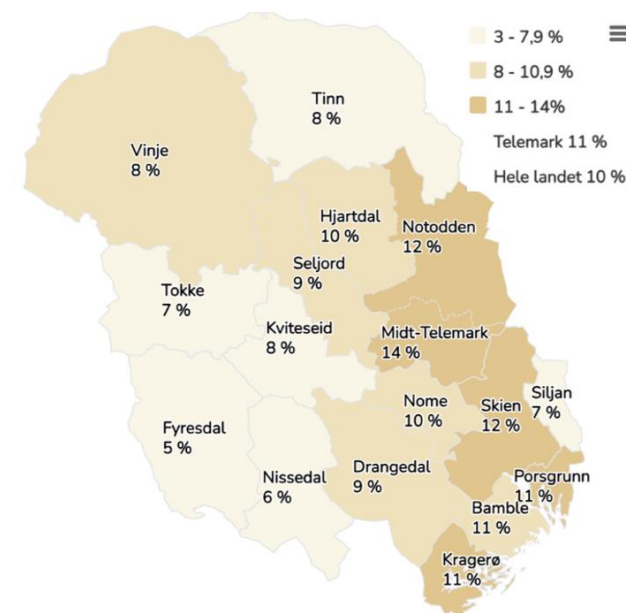 3 - 7,9 %
8 - 10,9 %
11 - 14%
Telemark 11 %
Hele landet 10 %
Tinn
8 %
Vinje
8 %
Hjartdal
10 %
Notodden
12 %
Seljord
9 %
Tokke
7 %
Kviteseid
8 %
Midt-Telemark
14 %
Nome
10 %
Skien
12 %
Siljan
7 %
Fyresdal
5 %
Nissedal
6 %
Drangedal
9 %
Porsgrunn
11 %
Bamble
11 %
Kragerø
11 %